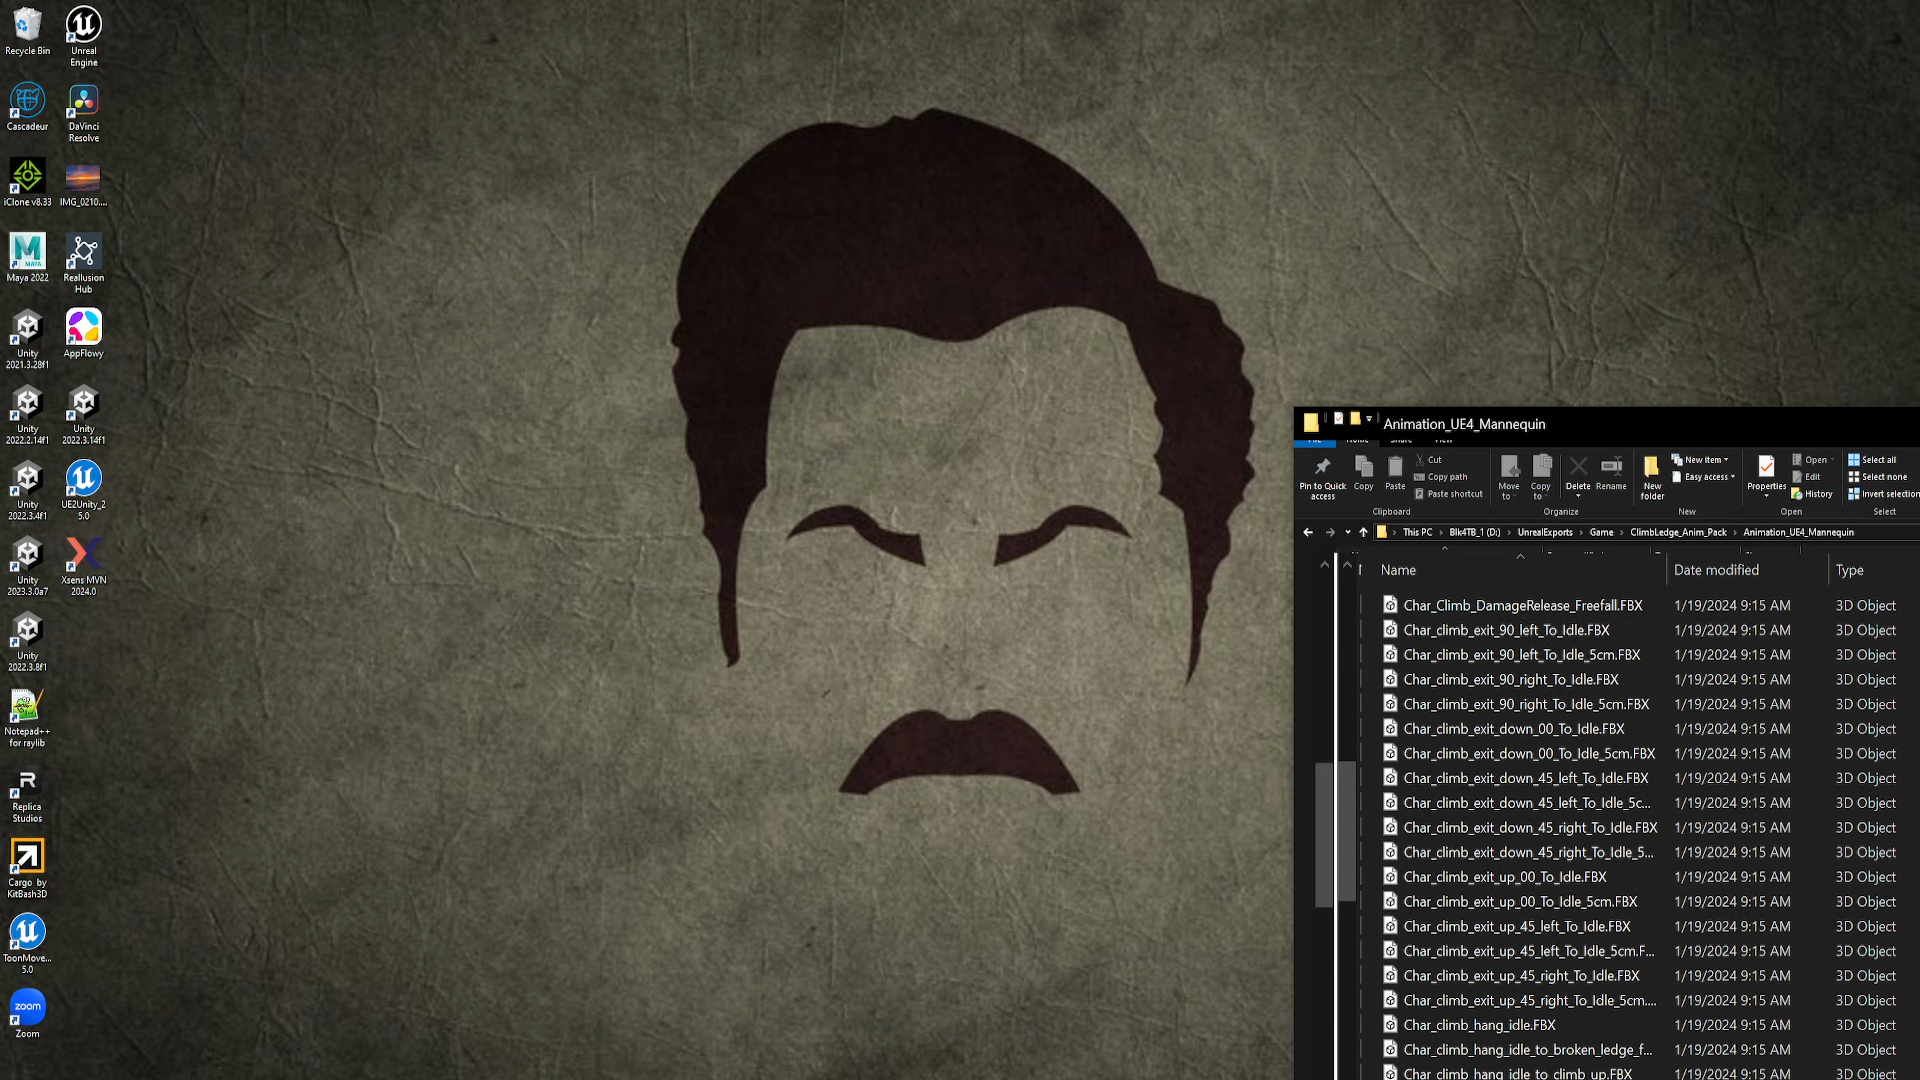 Recycle Bin
Unreal
Engine
Cascadeur
DaVinci
Resolve
iClone v8.33
IMG_0210....
MAYA
Maya 2022
Reallusion
Hub
Unity
2021.3.28f1
AppFlowy
Unity
2022.2.14f1
Unity
2022.3.14f1
Unity
2022.3.4f1
UE2Unity_2
5.0
Unity
2023.3.0a7
Xsens MVN
2024.0
Unity
2022.3.8f1
Notepad++
for raylib
Replica
Studios
Cargo by
KitBash3D
ToonMove...
5.0
zoom
Zoom
Animation_UE4_Mannequin
File Home Share View
Pin to Quick
access
Copy
Paste
Cut
Copy path
Paste shortcut
Clipboard
Move
to
Copy
to
Delete
Rename
Organize
New
folder
New item
Easy access
New
Properties
Open
Edit
History
Open
Select all
Select none
Invert selection
Select
This PC > Blk4TB_1 (D:) > UnrealExports > Game > ClimbLedge_Anim_Pack > Animation_UE4_Mannequin
Name Date modified Type
Char_Climb_DamageRelease_Freefall.FBX 1/19/2024 9:15 AM 3D Object
Char_climb_exit_90_left_To_Idle.FBX 1/19/2024 9:15 AM 3D Object
Char_climb_exit_90_left_To_Idle_5cm.FBX 1/19/2024 9:15 AM 3D Object
Char_climb_exit_90_right_To_Idle.FBX 1/19/2024 9:15 AM 3D Object
Char_climb_exit_90_right_To_Idle_5cm.FBX 1/19/2024 9:15 AM 3D Object
Char_climb_exit_down_00_To_Idle.FBX 1/19/2024 9:15 AM 3D Object
Char_climb_exit_down_00_To_Idle_5cm.FBX 1/19/2024 9:15 AM 3D Object
Char_climb_exit_down_45_left_To_Idle.FBX 1/19/2024 9:15 AM 3D Object
Char_climb_exit_down_45_left_To_Idle_5c... 1/19/2024 9:15 AM 3D Object
Char_climb_exit_down_45_right_To_Idle.FBX 1/19/2024 9:15 AM 3D Object
Char_climb_exit_down_45_right_To_Idle_5... 1/19/2024 9:15 AM 3D Object
Char_climb_exit_up_00_To_Idle.FBX 1/19/2024 9:15 AM 3D Object
Char_climb_exit_up_00_To_Idle_5cm.FBX 1/19/2024 9:15 AM 3D Object
Char_climb_exit_up_45_left_To_Idle.FBX 1/19/2024 9:15 AM 3D Object
Char_climb_exit_up_45_left_To_Idle_5cm.F... 1/19/2024 9:15 AM 3D Object
Char_climb_exit_up_45_right_To_Idle.FBX 1/19/2024 9:15 AM 3D Object
Char_climb_exit_up_45_right_To_Idle_5cm.... 1/19/2024 9:15 AM 3D Object
Char_climb_hang_idle.FBX 1/19/2024 9:15 AM 3D Object
Char_climb_hang_idle_to_broken_ledge_f... 1/19/2024 9:15 AM 3D Object
Char_climb_hang_idle_to_climb_up.FBX 1/19/2024 9:15 AM 3D Object